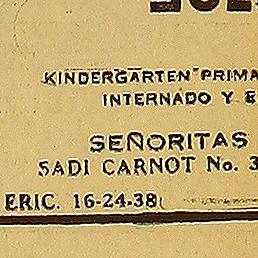 KINDERGARTEN PRIMA
INTERNADO Y E
SEÑORITAS
SADI CARNOT No. 3
ERIC. 16-24-38